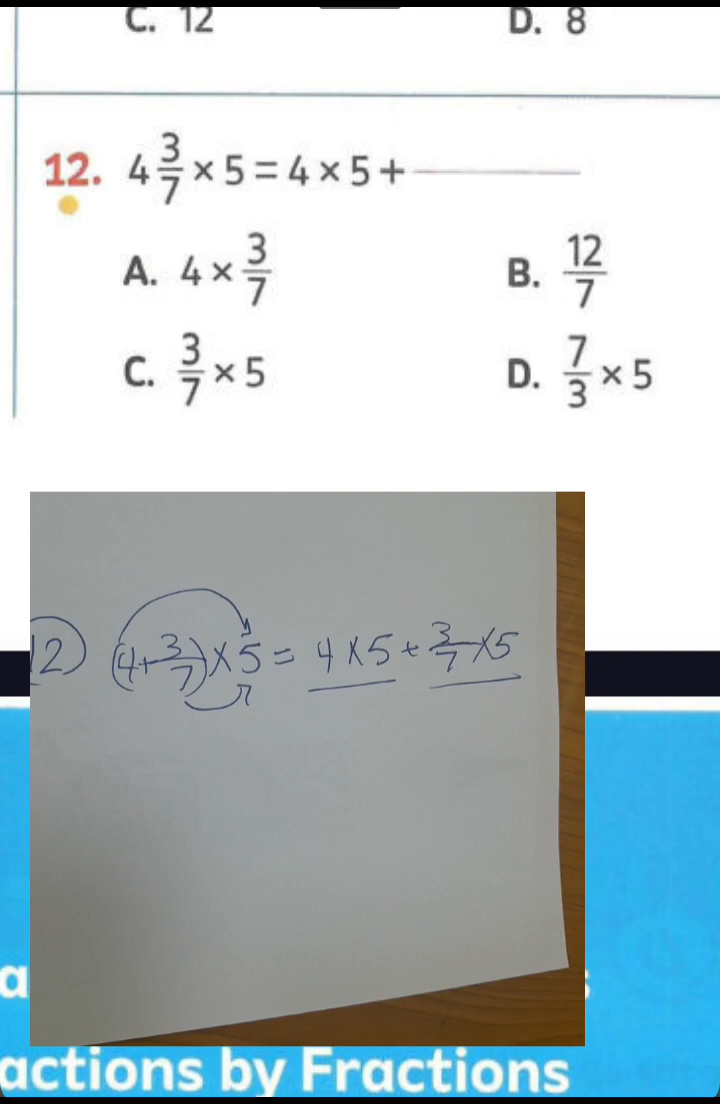 C. 12 D. 8
12. 4 3/7 × 5 = 4 × 5 + ______
A. 4 × 3/7 B. 12/7
C. 3/7 × 5 D. 7/3 × 5
12 (4+3/7)×5 = 4×5 + 3/7×5
actions by Fractions